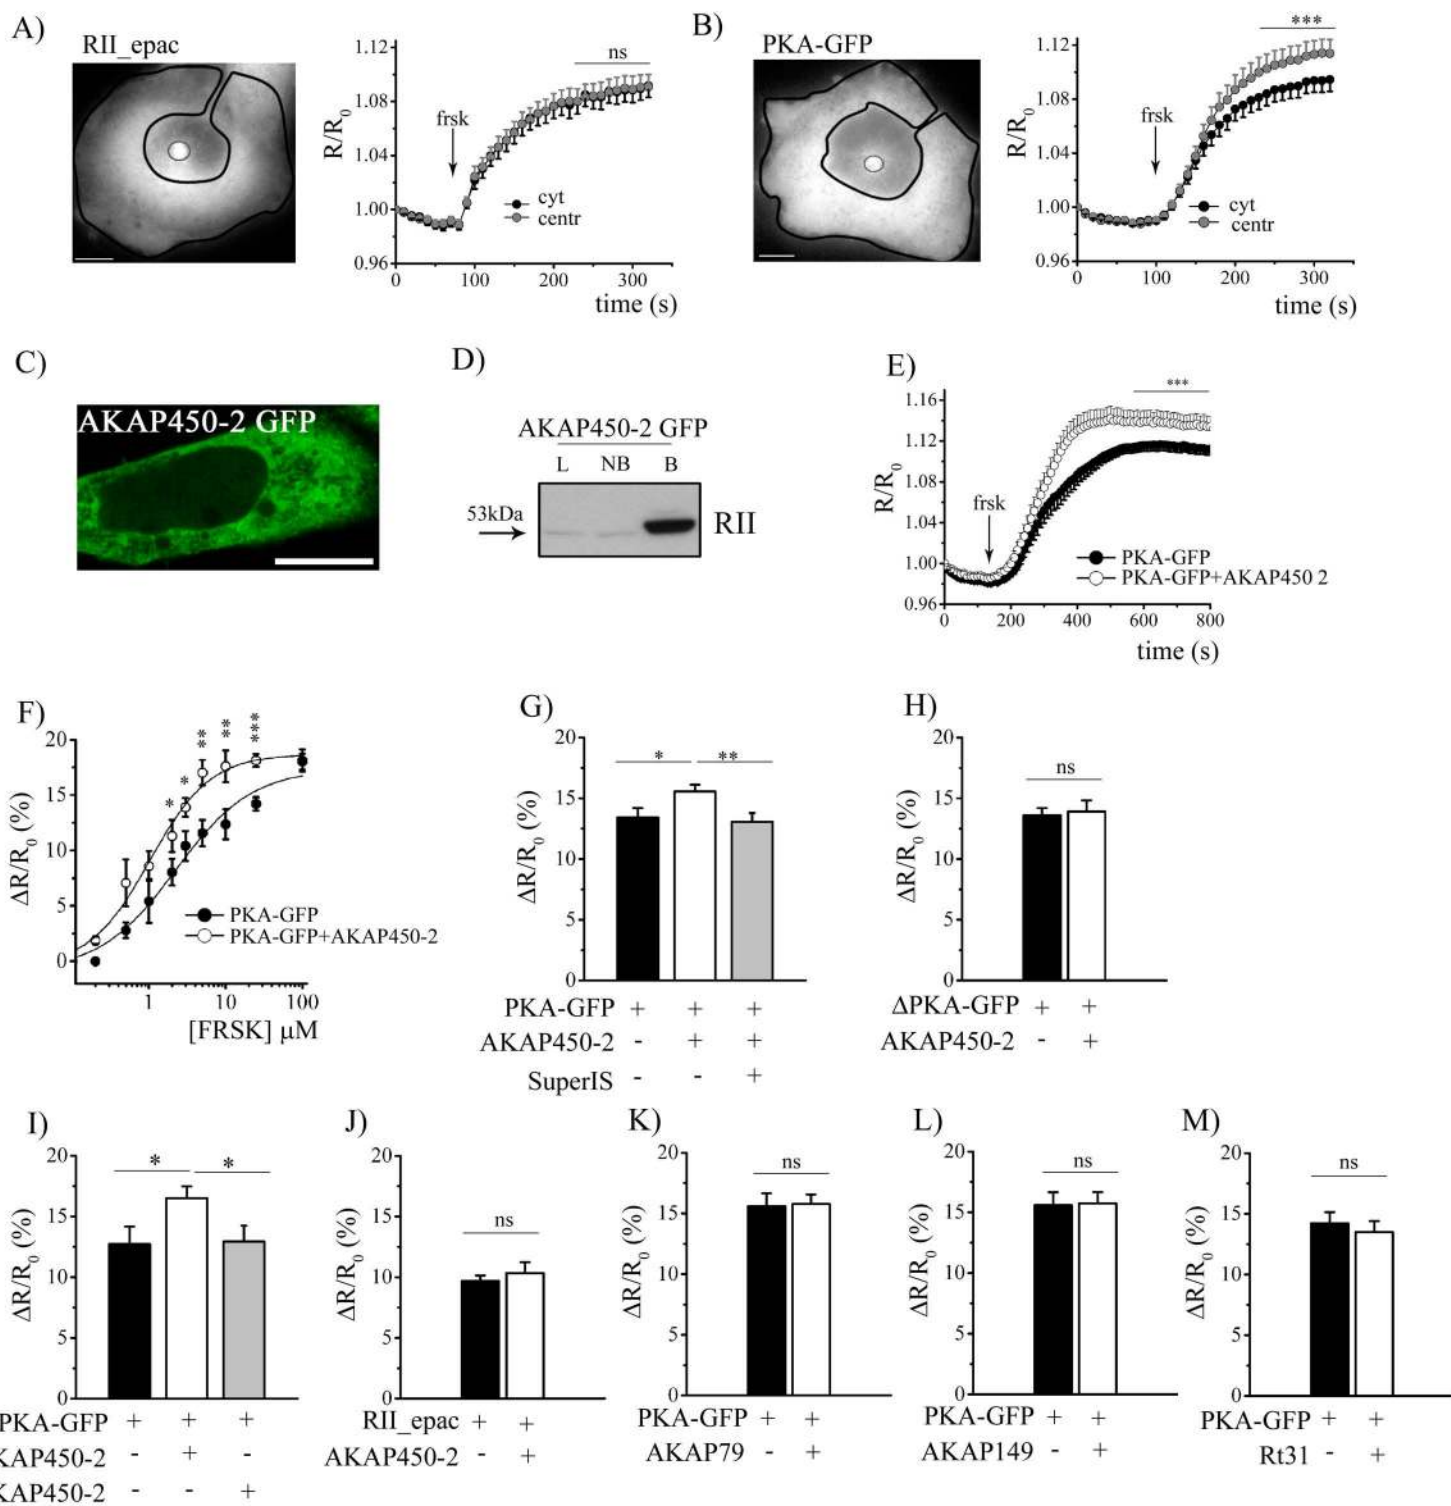 A)
RII_epac
1.12
1.08
1.04
1.00
0.96
R/R0
frsk
ns
cyt
centr
0 100 200 300
time (s)
B)
PKA-GFP
***
1.12
1.08
1.04
1.00
0.96
R/R0
frsk
cyt
centr
0 100 200 300
time (s)
C)
AKAP450-2 GFP
D)
AKAP450-2 GFP
L NB B
53kDa
RII
E)
***
1.16
1.12
1.08
1.04
1.00
0.96
R/R0
frsk
PKA-GFP
PKA-GFP+AKAP450 2
0 200 400 600 800
time (s)
F)
* * ** ** ***
20
15
10
5
0
ΔR/R0 (%)
PKA-GFP
PKA-GFP+AKAP450-2
1 10 100
[FRSK] µM
G)
* **
20
15
10
5
0
ΔR/R0 (%)
PKA-GFP + + +
AKAP450-2 - + +
SuperIS - - +
H)
ns
20
15
10
5
0
ΔR/R0 (%)
ΔPKA-GFP + +
AKAP450-2 - +
I)
* *
20
15
10
5
0
ΔR/R0 (%)
PKA-GFP + + +
KAP450-2 - + -
KAP450-2 - - +
J)
ns
20
15
10
5
0
ΔR/R0 (%)
RII_epac + +
AKAP450-2 - +
K)
ns
20
15
10
5
0
ΔR/R0 (%)
PKA-GFP + +
AKAP79 - +
L)
ns
20
15
10
5
0
ΔR/R0 (%)
PKA-GFP + +
AKAP149 - +
M)
ns
20
15
10
5
0
ΔR/R0 (%)
PKA-GFP + +
Rt31 - +